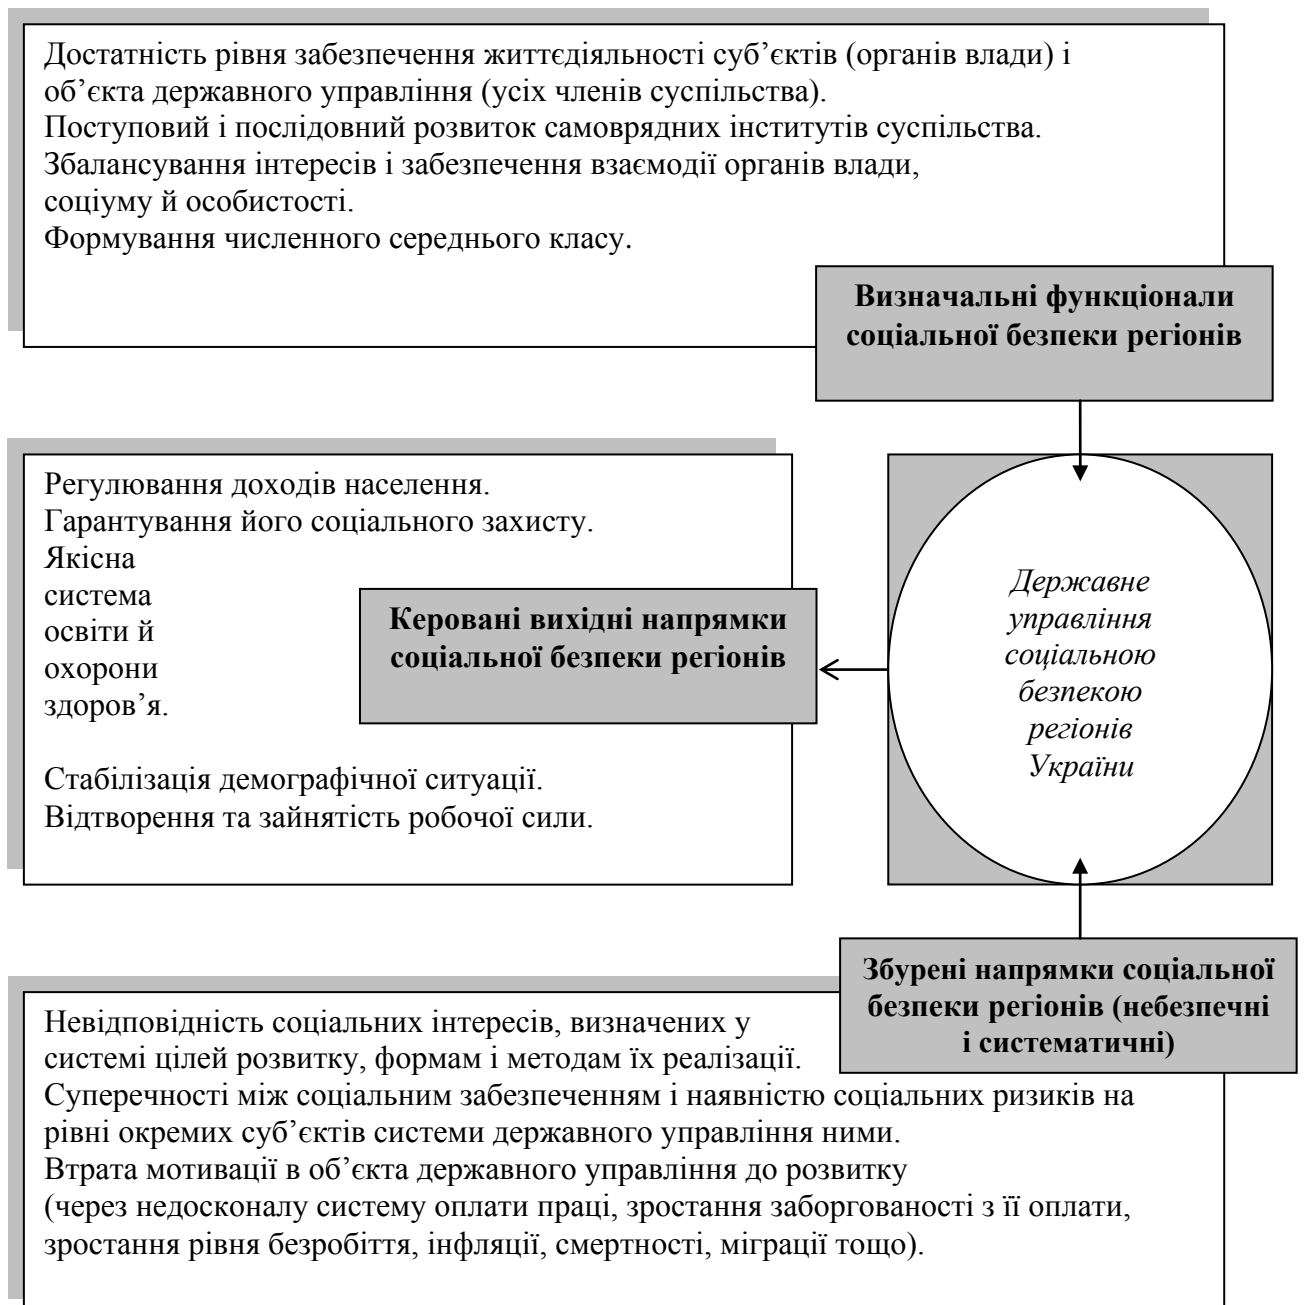 Достатність рівня забезпечення життєдіяльності суб’єктів (органів влади) і
об’єкта державного управління (усіх членів суспільства).
Поступовий і послідовний розвиток самоврядних інститутів суспільства.
Збалансування інтересів і забезпечення взаємодії органів влади,
соціуму й особистості.
Формування численного середнього класу.
Визначальні функціонали
соціальної безпеки регіонів
Регулювання доходів населення.
Гарантування його соціального захисту.
Якісна
система
освіти й
охорони
здоров’я.
Стабілізація демографічної ситуації.
Відтворення та зайнятість робочої сили.
Керовані вихідні напрямки
соціальної безпеки регіонів
Державне
управління
соціальною
безпекою
регіонів
України
Збурені напрямки соціальної
безпеки регіонів (небезпечні
і систематичні)
Невідповідність соціальних інтересів, визначених у
системі цілей розвитку, формам і методам їх реалізації.
Суперечності між соціальним забезпеченням і наявністю соціальних ризиків на
рівні окремих суб’єктів системи державного управління ними.
Втрата мотивації в об’єкта державного управління до розвитку
(через недосконалу систему оплати праці, зростання заборгованості з її оплати,
зростання рівня безробіття, інфляції, смертності, міграції тощо).